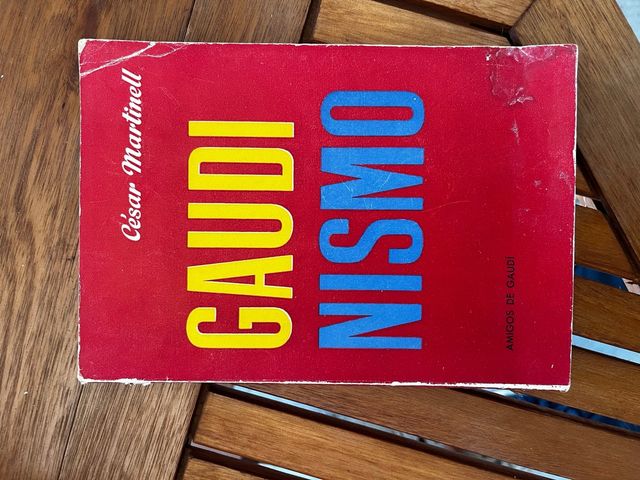 César Martinell
GAUDI
NISMO
AMIGOS DE GAUDÍ